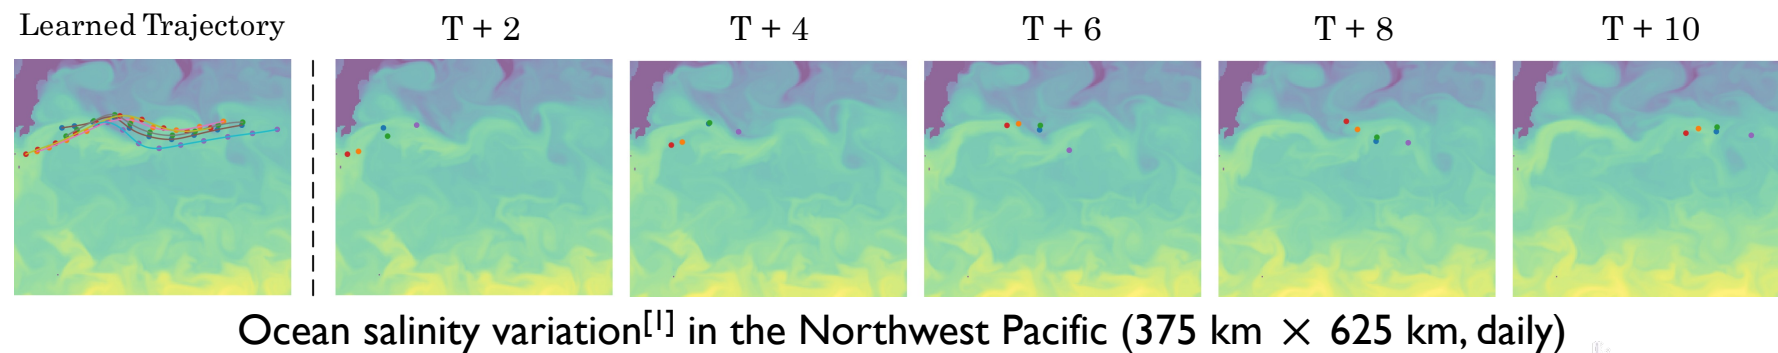 Learned Trajectory T + 2 T + 4 T + 6 T + 8 T + 10
Ocean salinity variation[1] in the Northwest Pacific (375 km × 625 km, daily)